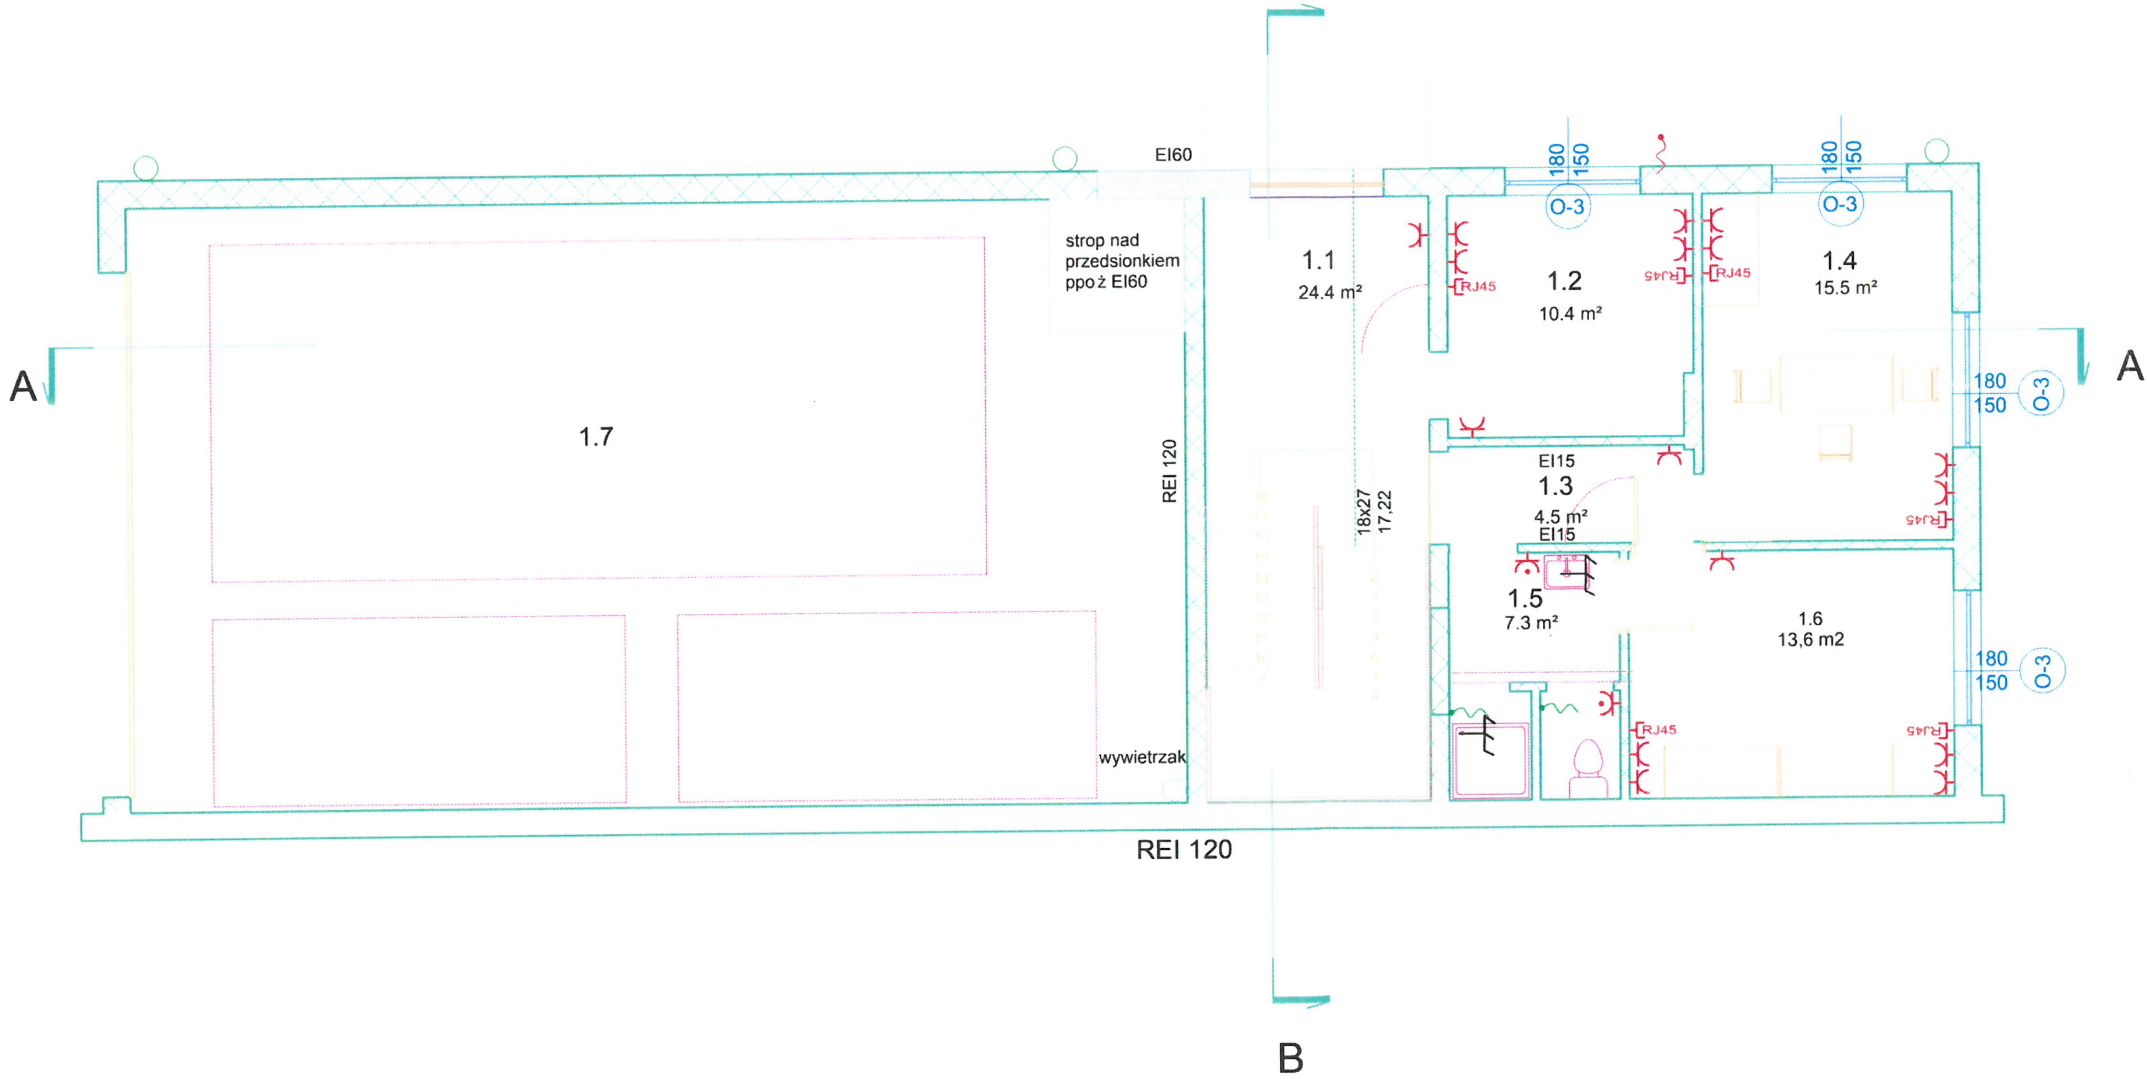 EI60
180
150
180
150
O-3
O-3
strop nad
przedsionkiem
ppoż EI60
1.1
24.4 m²
RJ45
1.2
10.4 m²
RJ45
RJ45
1.4
15.5 m²
A
A
180
150
O-3
1.7
REI 120
18x27
17,22
EI15
1.3
4.5 m²
EI15
RJ45
1.5
7.3 m²
1.6
13,6 m2
180
150
O-3
RJ45
RJ45
wywietrzak
REI 120
B